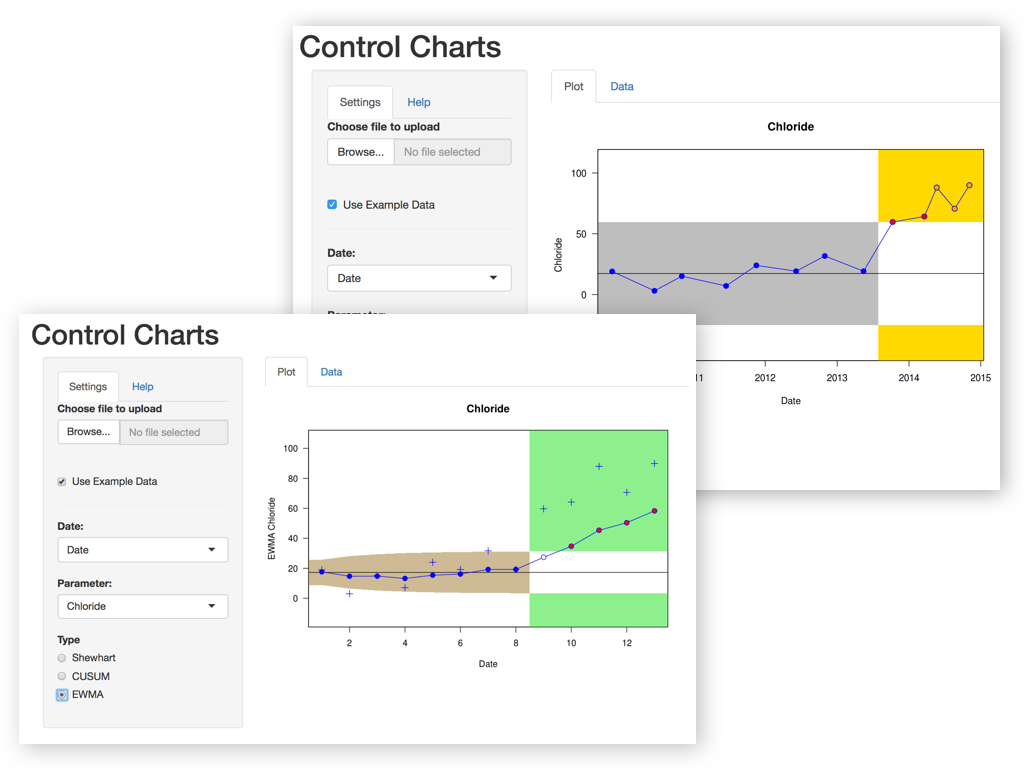 Control Charts
Settings Help
Choose file to upload
Browse... No file selected
Use Example Data
Date:
Date
Plot Data
Chloride
100
50
0
Chloride
2012 2013 2014 2015
Date
Control Charts
Settings Help
Choose file to upload
Browse... No file selected
Use Example Data
Date:
Date
Parameter:
Chloride
Type
Shewhart
CUSUM
EWMA
Plot Data
Chloride
100
80
60
40
20
0
EWMA Chloride
2 4 6 8 10 12
Date